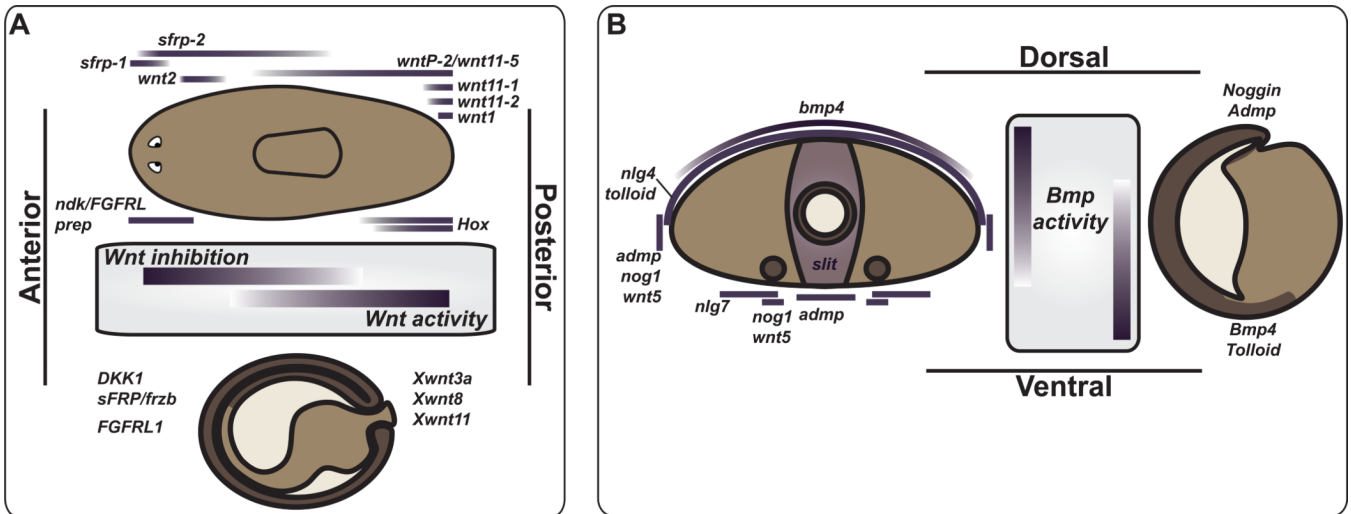 A
sfrp-2
sfrp-1
wnt2
wntP-2/wnt11-5
wnt11-1
wnt11-2
wnt1
Anterior
Posterior
ndk/FGFRL
prep
Hox
Wnt inhibition
Wnt activity
DKK1
sFRP/frzb
FGFRL1
Xwnt3a
Xwnt8
Xwnt11
B
Dorsal
bmp4
nlg4
tolloid
admp
nog1
wnt5
slit
nlg7
nog1
wnt5
admp
Bmp
activity
Noggin
Admp
Bmp4
Tolloid
Ventral